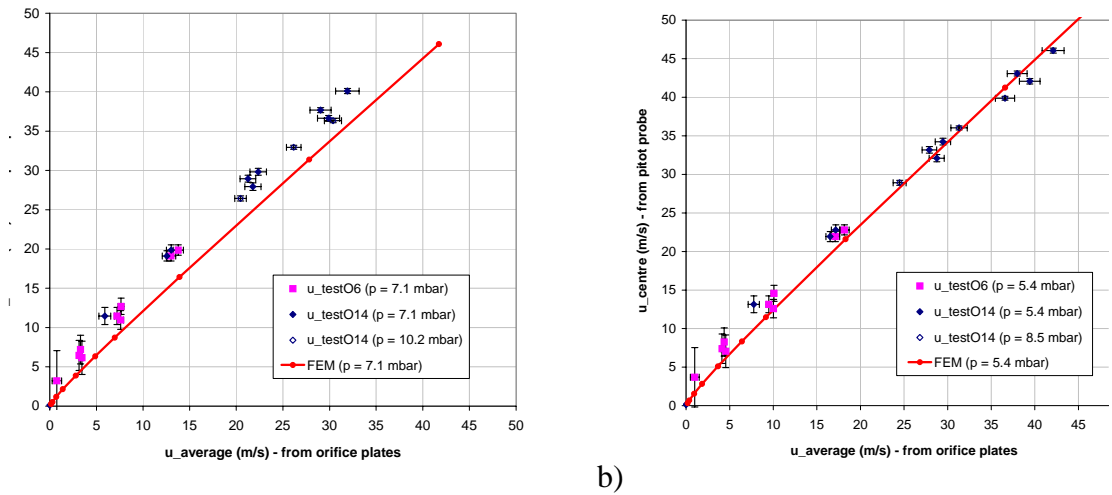 50
45
40
35
30
25
20
15
10
5
0
u_testO6 (p = 7.1 mbar)
u_testO14 (p = 7.1 mbar)
u_testO14 (p = 10.2 mbar)
FEM (p = 7.1 mbar)
0 5 10 15 20 25 30 35 40 45 50
u_average (m/s) - from orifice plates
u_centre (m/s) - from pitot probe
50
45
40
35
30
25
20
15
10
5
0
u_testO6 (p = 5.4 mbar)
u_testO14 (p = 5.4 mbar)
u_testO14 (p = 8.5 mbar)
FEM (p = 5.4 mbar)
0 5 10 15 20 25 30 35 40 45
u_average (m/s) - from orifice plates
b)